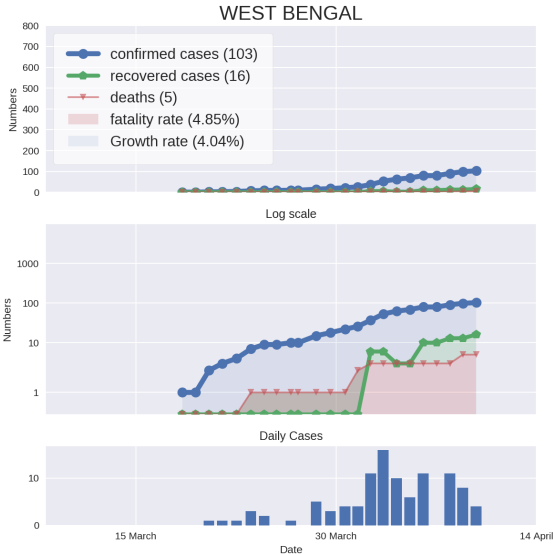 WEST BENGAL
800
700
600
500
400
300
200
100
0
Numbers
confirmed cases (103)
recovered cases (16)
deaths (5)
fatality rate (4.85%)
Growth rate (4.04%)
Log scale
1000
100
10
1
Numbers
Daily Cases
10
0
15 March
30 March
14 April
Date